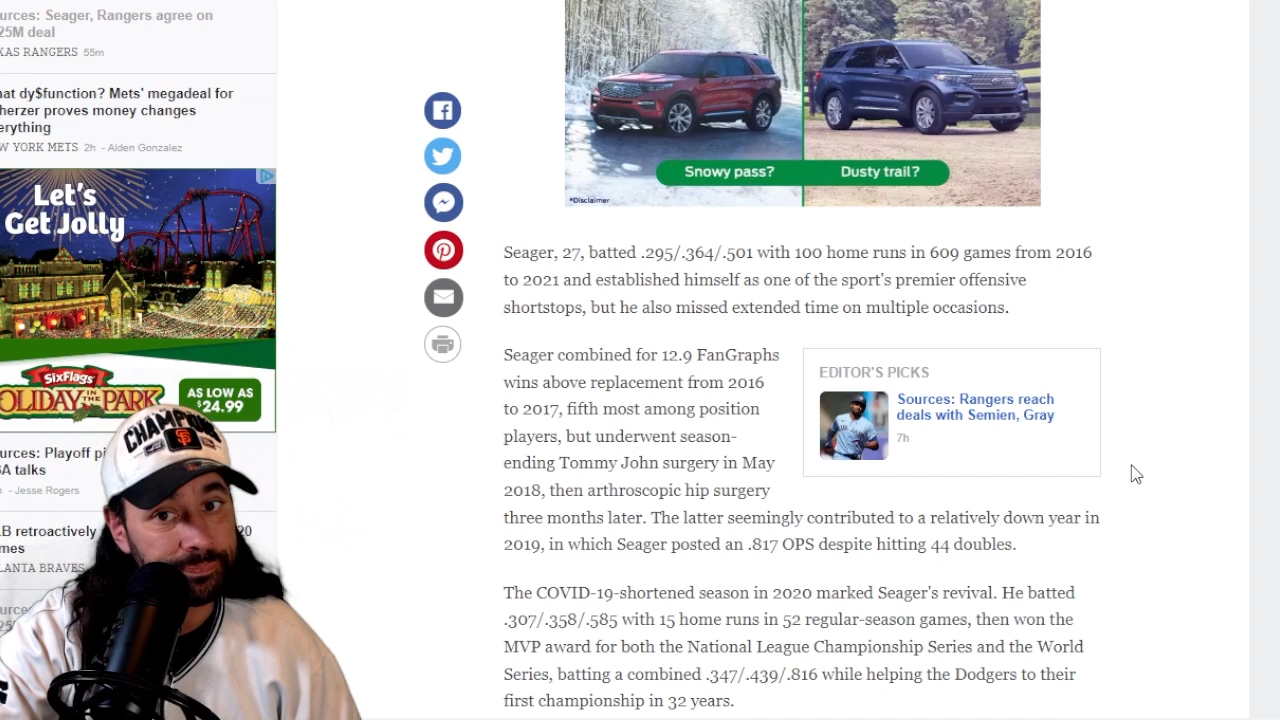 urces: Seager, Rangers agree on
25M deal
XAS RANGERS 55m
hat dy$function? Mets' megadeal for
herzer proves money changes
erything
W YORK METS 2h - Alden Gonzalez
Let's
Get Jolly
SixFlags
HOLIDAY IN THE PARK
AS LOW AS
$24.99
urces: Playoff pi
BA talks
h - Jesse Rogers
LB retroactively
20
mes
LANTA BRAVES
CHAMPIONS
SF
Snowy pass?
Dusty trail?
*Disclaimer
Seager, 27, batted .295/.364/.501 with 100 home runs in 609 games from 2016
to 2021 and established himself as one of the sport's premier offensive
shortstops, but he also missed extended time on multiple occasions.
Seager combined for 12.9 FanGraphs
wins above replacement from 2016
to 2017, fifth most among position
players, but underwent season-
ending Tommy John surgery in May
2018, then arthroscopic hip surgery
three months later. The latter seemingly contributed to a relatively down year in
2019, in which Seager posted an .817 OPS despite hitting 44 doubles.
EDITOR'S PICKS
Sources: Rangers reach
deals with Semien, Gray
7h
The COVID-19-shortened season in 2020 marked Seager's revival. He batted
.307/.358/.585 with 15 home runs in 52 regular-season games, then won the
MVP award for both the National League Championship Series and the World
Series, batting a combined .347/.439/.816 while helping the Dodgers to their
first championship in 32 years.